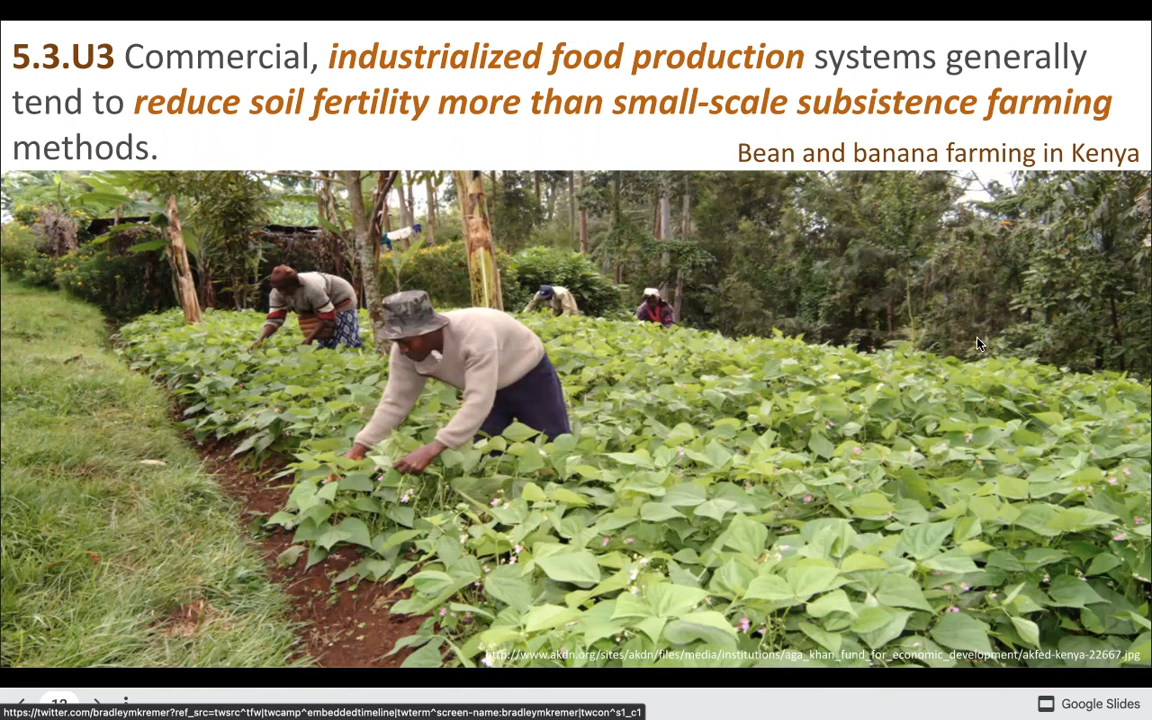 5.3.U3 Commercial, industrialized food production systems generally
tend to reduce soil fertility more than small-scale subsistence farming
methods.
Bean and banana farming in Kenya
http://www.akdn.org/sites/akdn/files/media/institutions/aga_khan_fund_for_economic_development/akfed-kenya-22667.jpg
Google Slides
https://twitter.com/bradleymkremer?ref_src=twsrc^tfw|twcamp^embeddedtimeline|twterm^screen-name:bradleymkremer|twcon^s1_c1